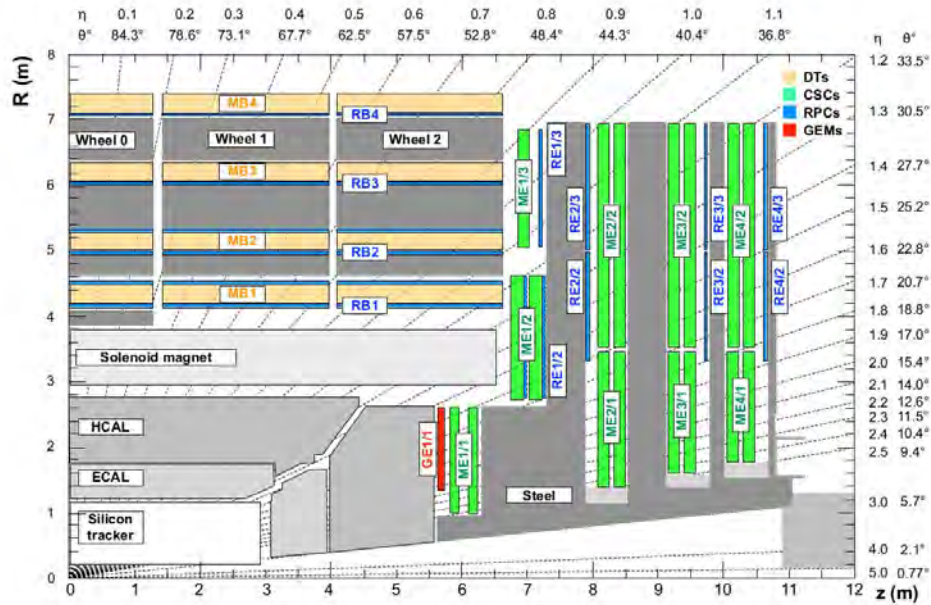 η 0.1 0.2 0.3 0.4 0.5 0.6 0.7 0.8 0.9 1.0 1.1
θ° 84.3° 78.6° 73.1° 67.7° 62.5° 57.5° 52.8° 48.4° 44.3° 40.4° 36.8° η θ°
R (m)
8
7
6
5
4
3
2
1
0
1.2 33.5°
1.3 30.5°
1.4 27.7°
1.5 25.2°
1.6 22.8°
1.7 20.7°
1.8 18.8°
1.9 17.0°
2.0 15.4°
2.1 14.0°
2.2 12.6°
2.3 11.5°
2.4 10.4°
2.5 9.4°
3.0 5.7°
4.0 2.1°
5.0 0.77°
DTs
CSCs
RPCs
GEMs
MB4
RB4
Wheel 0
Wheel 1
Wheel 2
MB3
RB3
MB2
RB2
MB1
RB1
Solenoid magnet
HCAL
ECAL
Silicon
tracker
Steel
GE1/1
ME1/1
ME1/2
ME1/3
RE1/3
RE1/2
RE2/3
RE2/2
ME2/2
ME2/1
ME3/2
ME3/1
RE3/3
RE3/2
ME4/2
ME4/1
RE4/3
RE4/2
0 1 2 3 4 5 6 7 8 9 10 11 12
z (m)